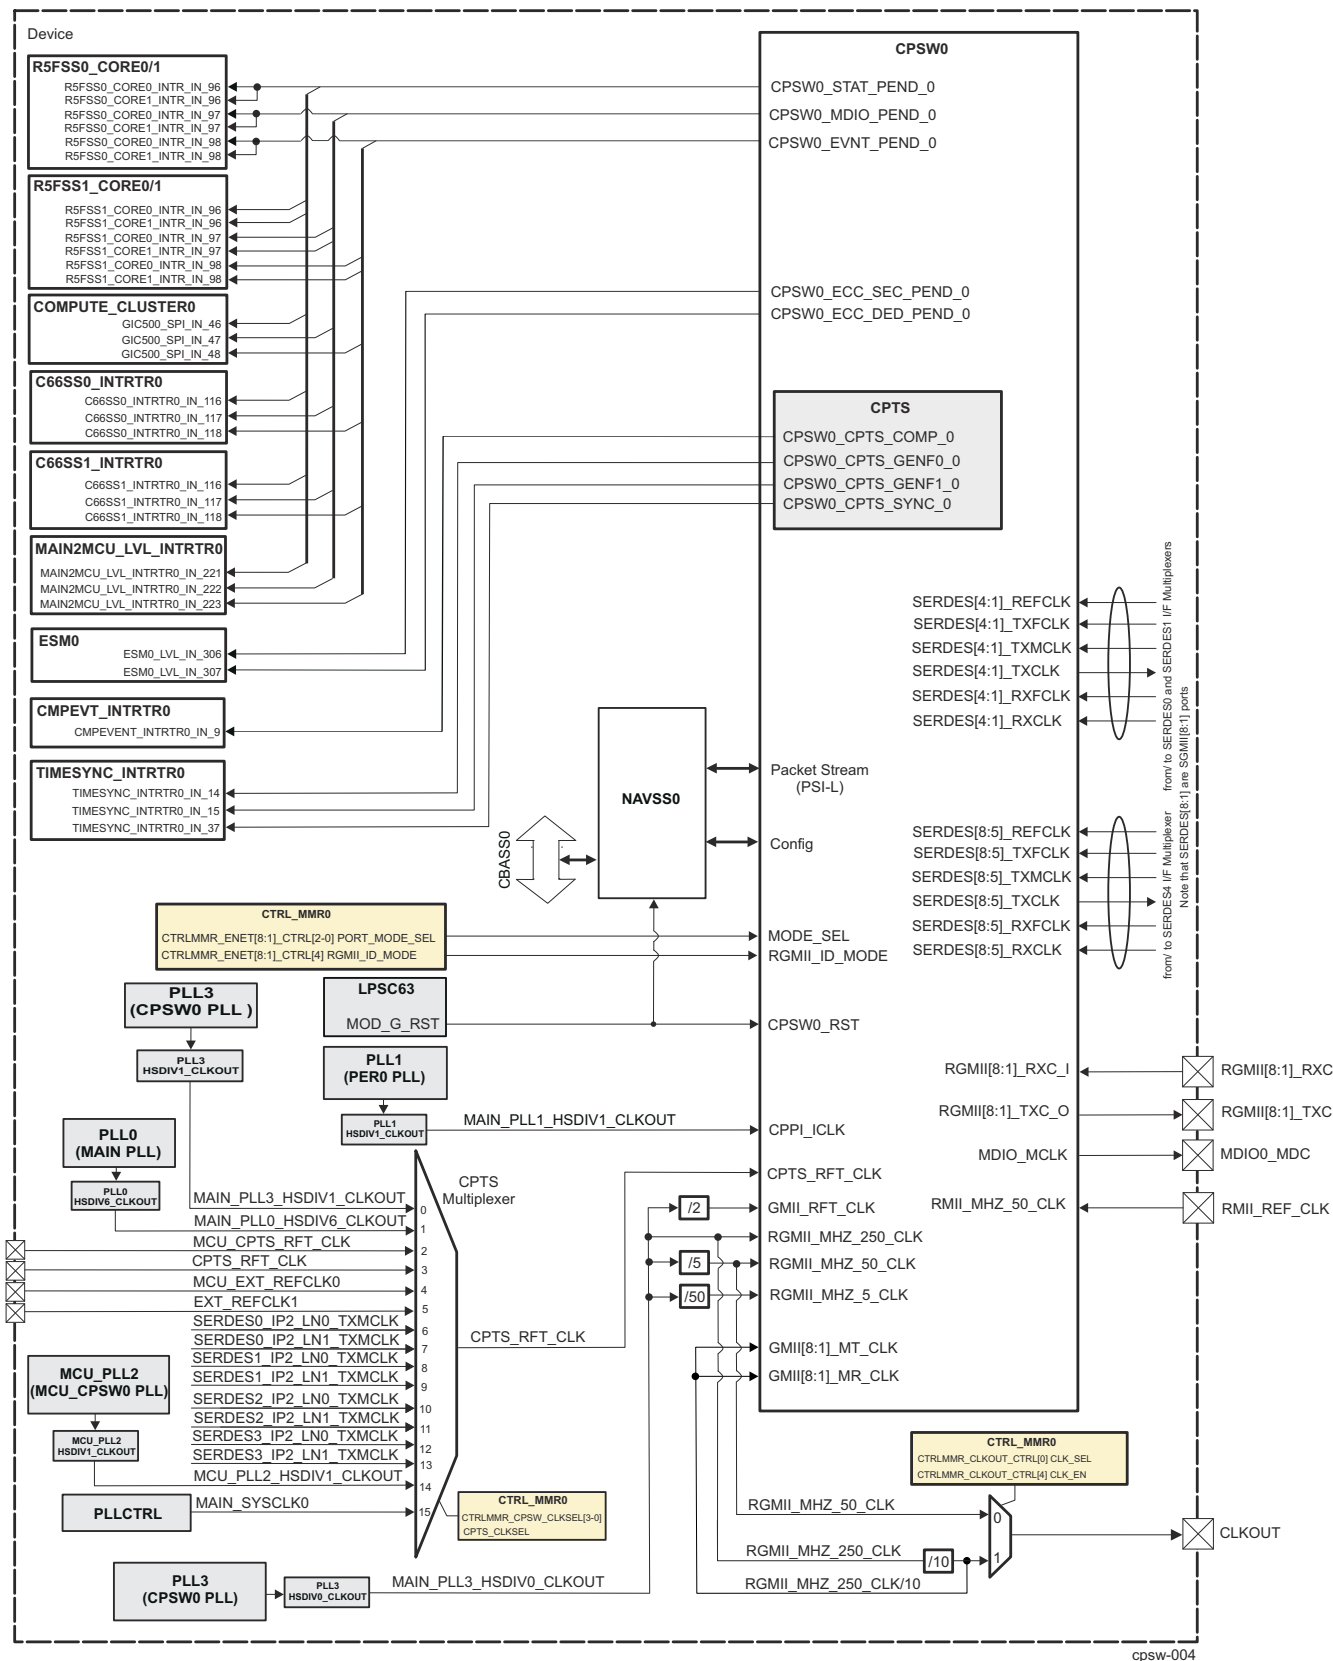 Device
R5FSS0_CORE0/1
R5FSS0_CORE0_INTR_IN_96
R5FSS0_CORE1_INTR_IN_96
R5FSS0_CORE0_INTR_IN_97
R5FSS0_CORE1_INTR_IN_97
R5FSS0_CORE0_INTR_IN_98
R5FSS0_CORE1_INTR_IN_98
R5FSS1_CORE0/1
R5FSS1_CORE0_INTR_IN_96
R5FSS1_CORE1_INTR_IN_96
R5FSS1_CORE0_INTR_IN_97
R5FSS1_CORE1_INTR_IN_97
R5FSS1_CORE0_INTR_IN_98
R5FSS1_CORE1_INTR_IN_98
COMPUTE_CLUSTER0
GIC500_SPI_IN_46
GIC500_SPI_IN_47
GIC500_SPI_IN_48
C66SS0_INTRTR0
C66SS0_INTRTR0_IN_116
C66SS0_INTRTR0_IN_117
C66SS0_INTRTR0_IN_118
C66SS1_INTRTR0
C66SS1_INTRTR0_IN_116
C66SS1_INTRTR0_IN_117
C66SS1_INTRTR0_IN_118
MAIN2MCU_LVL_INTRTR0
MAIN2MCU_LVL_INTRTR0_IN_221
MAIN2MCU_LVL_INTRTR0_IN_222
MAIN2MCU_LVL_INTRTR0_IN_223
ESM0
ESM0_LVL_IN_306
ESM0_LVL_IN_307
CMPEVT_INTRTR0
CMPEVENT_INTRTR0_IN_9
TIMESYNC_INTRTR0
TIMESYNC_INTRTR0_IN_14
TIMESYNC_INTRTR0_IN_15
TIMESYNC_INTRTR0_IN_37
CPSW0
CPSW0_STAT_PEND_0
CPSW0_MDIO_PEND_0
CPSW0_EVNT_PEND_0
CPSW0_ECC_SEC_PEND_0
CPSW0_ECC_DED_PEND_0
CPTS
CPSW0_CPTS_COMP_0
CPSW0_CPTS_GENF0_0
CPSW0_CPTS_GENF1_0
CPSW0_CPTS_SYNC_0
SERDES[4:1]_REFCLK
SERDES[4:1]_TXFCLK
SERDES[4:1]_TXMCLK
SERDES[4:1]_TXCLK
SERDES[4:1]_RXFCLK
SERDES[4:1]_RXCLK
from/ to SERDES0 and SERDES1 I/F Multiplexers
NAVSS0
CBASS0
Packet Stream
(PSI-L)
Config
SERDES[8:5]_REFCLK
SERDES[8:5]_TXFCLK
SERDES[8:5]_TXMCLK
SERDES[8:5]_TXCLK
SERDES[8:5]_RXFCLK
SERDES[8:5]_RXCLK
from/ to SERDES4 I/F Multiplexer
Note that SERDES[8:1] are SGMII[8:1] ports
CTRL_MMR0
CTRLMMR_ENET[8:1]_CTRL[2-0] PORT_MODE_SEL
CTRLMMR_ENET[8:1]_CTRL[4] RGMII_ID_MODE
MODE_SEL
RGMII_ID_MODE
PLL3
(CPSW0 PLL )
PLL3
HSDIV1_CLKOUT
LPSC63
MOD_G_RST
CPSW0_RST
PLL1
(PER0 PLL)
PLL1
HSDIV1_CLKOUT
MAIN_PLL1_HSDIV1_CLKOUT
CPPI_ICLK
RGMII[8:1]_RXC_I
RGMII[8:1]_RXC
RGMII[8:1]_TXC_O
RGMII[8:1]_TXC
MDIO_MCLK
MDIO0_MDC
RMII_MHZ_50_CLK
RMII_REF_CLK
PLL0
(MAIN PLL)
PLL0
HSDIV6_CLKOUT
CPTS
Multiplexer
CPTS_RFT_CLK
/2
GMII_RFT_CLK
RGMII_MHZ_250_CLK
/5
RGMII_MHZ_50_CLK
/50
RGMII_MHZ_5_CLK
GMII[8:1]_MT_CLK
GMII[8:1]_MR_CLK
MAIN_PLL3_HSDIV1_CLKOUT 0
MAIN_PLL0_HSDIV6_CLKOUT 1
MCU_CPTS_RFT_CLK 2
CPTS_RFT_CLK 3
MCU_EXT_REFCLK0 4
EXT_REFCLK1 5
SERDES0_IP2_LN0_TXMCLK 6
SERDES0_IP2_LN1_TXMCLK 7
SERDES1_IP2_LN0_TXMCLK 8
SERDES1_IP2_LN1_TXMCLK 9
SERDES2_IP2_LN0_TXMCLK 10
SERDES2_IP2_LN1_TXMCLK 11
SERDES3_IP2_LN0_TXMCLK 12
SERDES3_IP2_LN1_TXMCLK 13
MCU_PLL2_HSDIV1_CLKOUT 14
MAIN_SYSCLK0 15
CPTS_RFT_CLK
MCU_PLL2
(MCU_CPSW0 PLL)
MCU_PLL2
HSDIV1_CLKOUT
PLLCTRL
CTRL_MMR0
CTRLMMR_CPSW_CLKSEL[3-0]
CPTS_CLKSEL
CTRL_MMR0
CTRLMMR_CLKOUT_CTRL[0] CLK_SEL
CTRLMMR_CLKOUT_CTRL[4] CLK_EN
RGMII_MHZ_50_CLK
0
CLKOUT
RGMII_MHZ_250_CLK
/10
1
RGMII_MHZ_250_CLK/10
PLL3
(CPSW0 PLL)
PLL3
HSDIV0_CLKOUT
MAIN_PLL3_HSDIV0_CLKOUT
cpsw-004